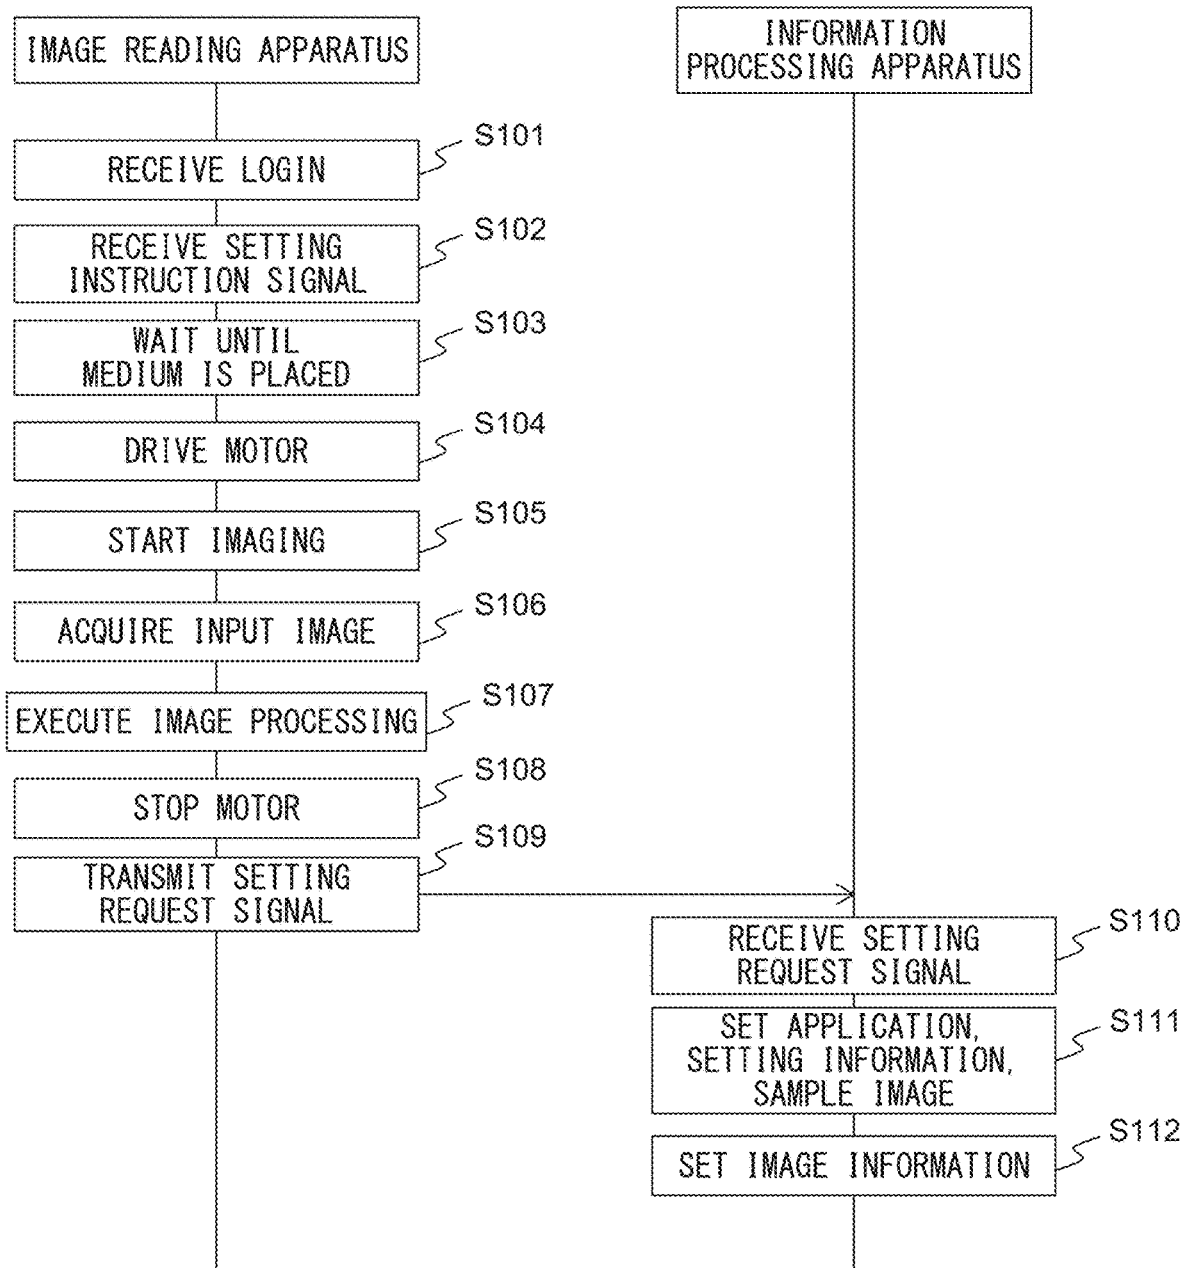 IMAGE READING APPARATUS
INFORMATION
PROCESSING APPARATUS
S101
RECEIVE LOGIN
S102
RECEIVE SETTING
INSTRUCTION SIGNAL
S103
WAIT UNTIL
MEDIUM IS PLACED
S104
DRIVE MOTOR
S105
START IMAGING
S106
ACQUIRE INPUT IMAGE
S107
EXECUTE IMAGE PROCESSING
S108
STOP MOTOR
S109
TRANSMIT SETTING
REQUEST SIGNAL
S110
RECEIVE SETTING
REQUEST SIGNAL
S111
SET APPLICATION,
SETTING INFORMATION,
SAMPLE IMAGE
S112
SET IMAGE INFORMATION